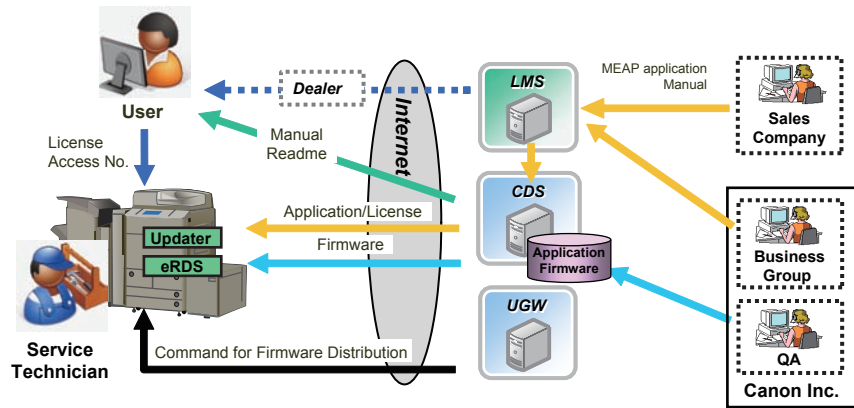 User
Dealer
Internet
LMS
MEAP application
Manual
Sales
Company
License
Access No.
Manual
Readme
CDS
Application/License
Updater
Firmware
eRDS
Application
Firmware
Business
Group
UGW
Service
Technician
Command for Firmware Distribution
QA
Canon Inc.